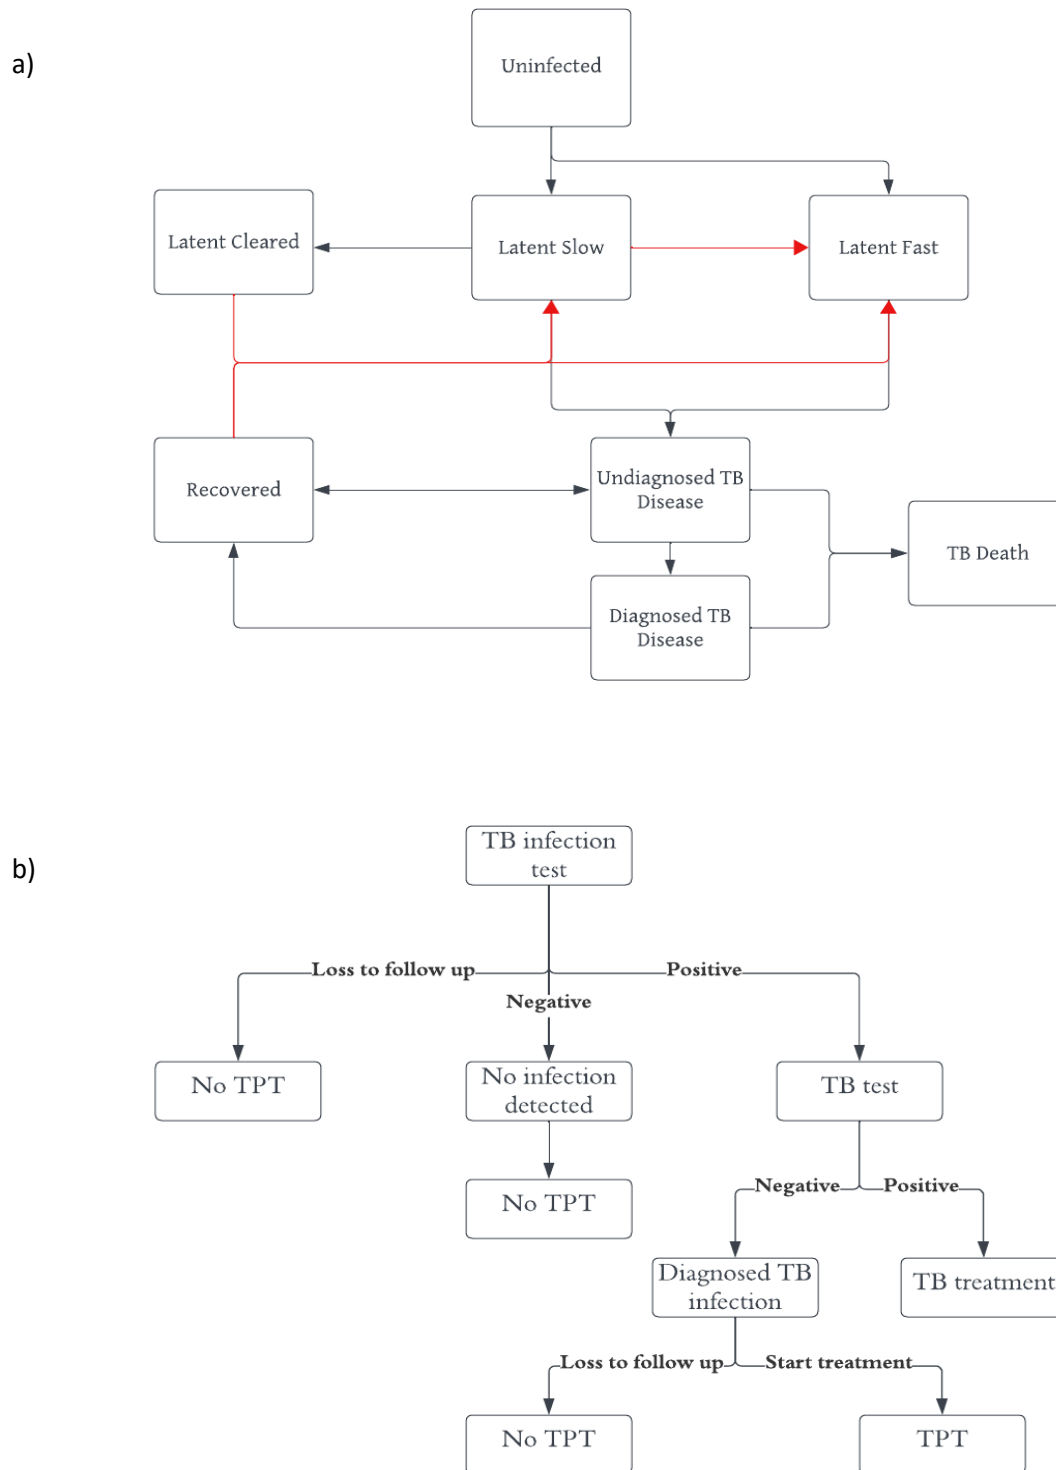 a)
Uninfected
Latent Cleared
Latent Slow
Latent Fast
Recovered
Undiagnosed TB
Disease
TB Death
Diagnosed TB
Disease
b)
TB infection
test
Loss to follow up
Positive
Negative
No TPT
No infection
detected
TB test
No TPT
Negative
Positive
Diagnosed TB
infection
TB treatment
Loss to follow up
Start treatment
No TPT
TPT